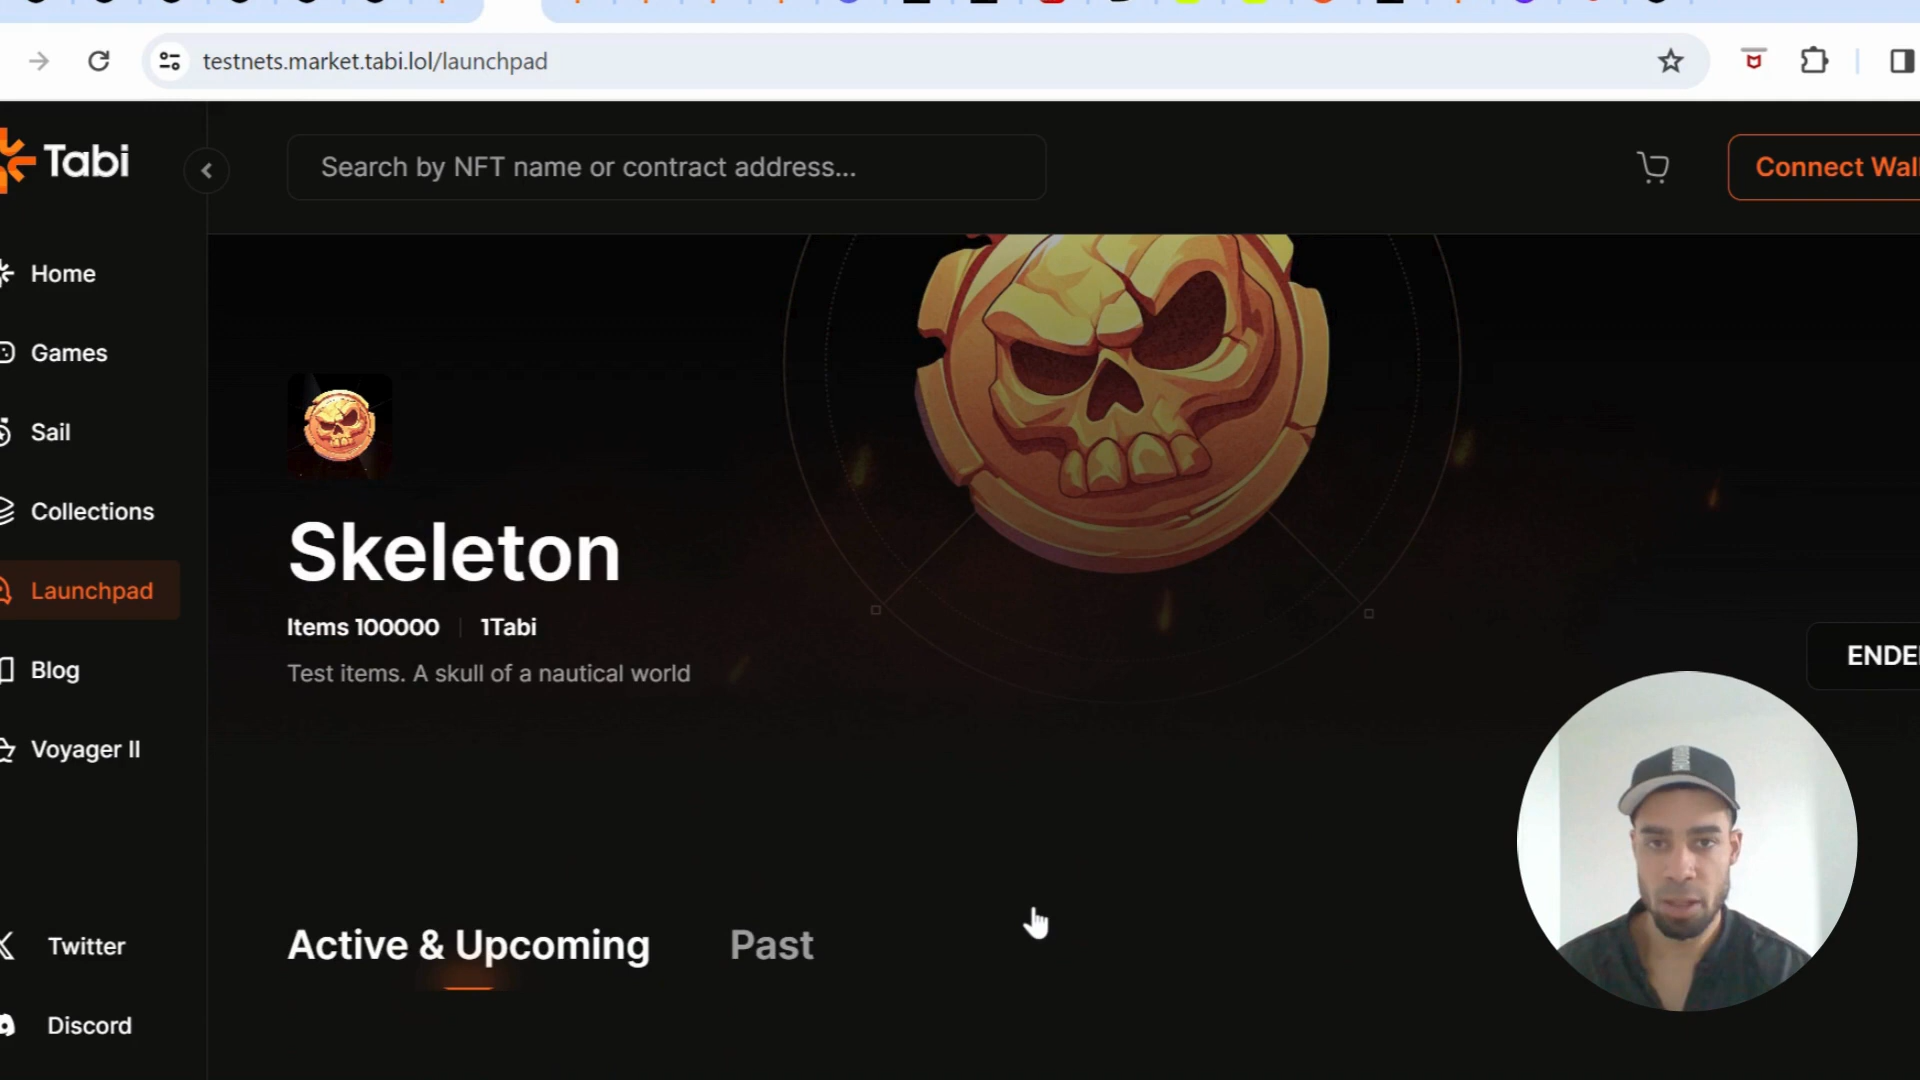 testnets.market.tabi.lol/launchpad
Tabi
Search by NFT name or contract address...
Connect Wal
Home
Games
Sail
Collections
Launchpad
Blog
Voyager II
Twitter
Discord
Skeleton
Items 100000 1Tabi
Test items. A skull of a nautical world
ENDE
Active & Upcoming Past